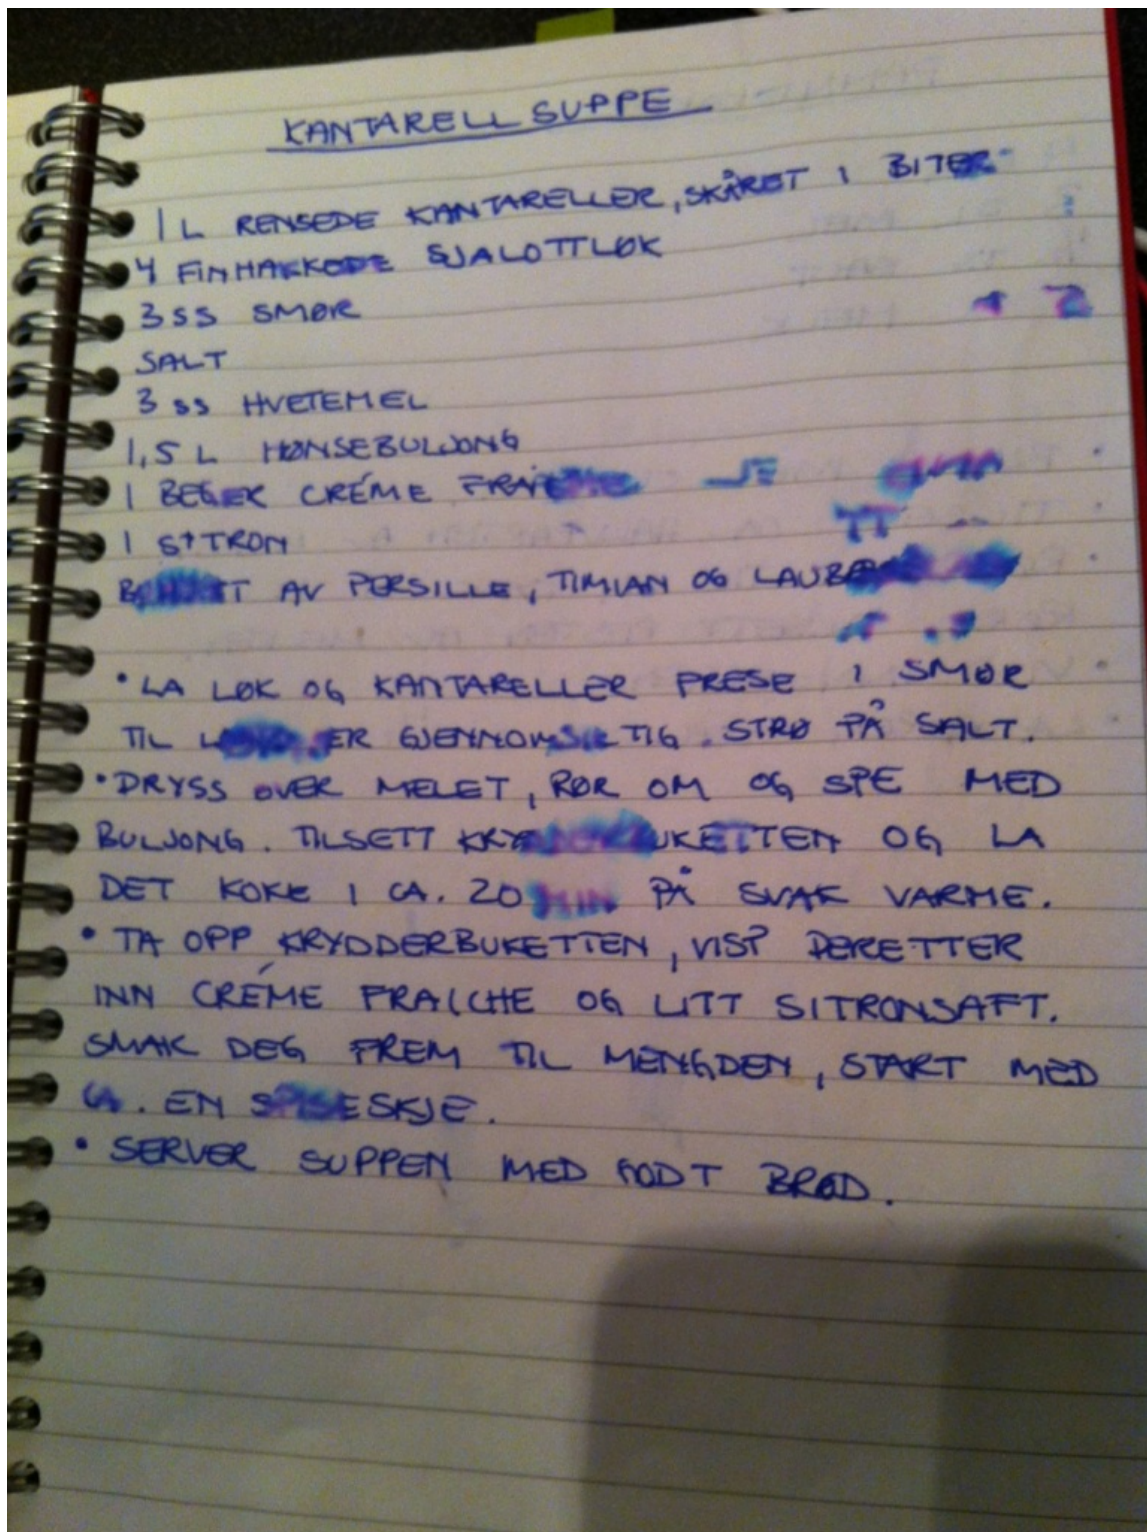 KANTARELLSUPPE
1 L RENSEDE KANTARELLER, SKÅRET I BITER
4 FINHAKKEDE SJALOTTLØK
3 SS SMØR
SALT
3 SS HVETEMEL
1,5 L HØNSEBULJONG
1 BEGER CRÉME
1 SITRON
AV PERSILLE, TIMIAN OG
• LA LØK OG KANTARELLER FRESE I SMØR
TIL ER GJENNOMSIKTIG. STRØ PÅ SALT.
• DRYSS OVER MELET, RØR OM OG SPE MED
BULJONG. TILSETT KRYDDERBUKETTEN OG LA
DET KOKE I CA. 20 MIN PÅ SVAK VARME.
• TA OPP KRYDDERBUKETTEN, VISP DERETTER
INN CRÉME FRAICHE OG LITT SITRONSAFT.
SMAK DEG FREM TIL MENGDEN, START MED
CA. EN SPISESKJE.
• SERVER SUPPEN MED GODT BRØD.